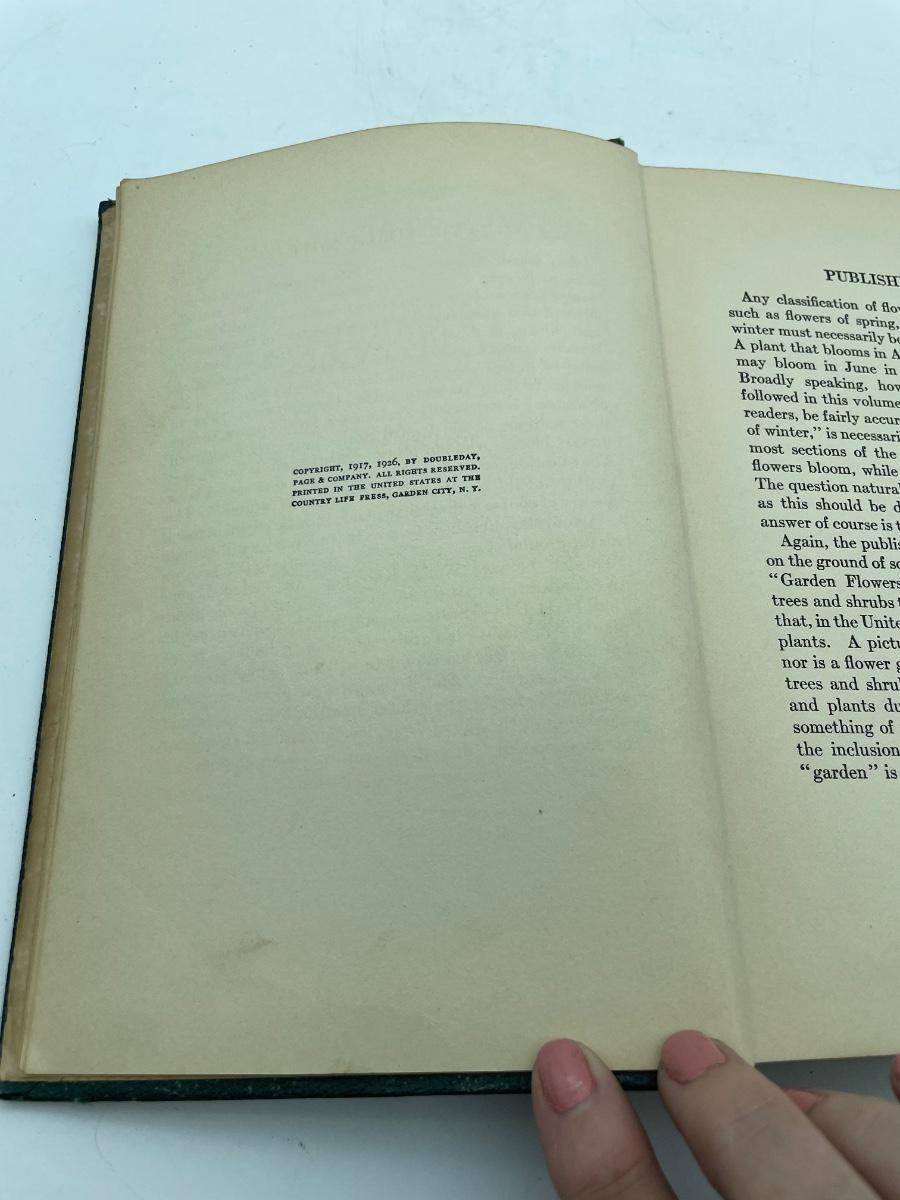 COPYRIGHT, 1917, 1926, BY DOUBLEDAY,
PAGE & COMPANY. ALL RIGHTS RESERVED.
PRINTED IN THE UNITED STATES AT THE
COUNTRY LIFE PRESS, GARDEN CITY, N. Y.
PUBLISH
Any classification of flo
such as flowers of spring,
winter must necessarily be
A plant that blooms in A
may bloom in June in
Broadly speaking, how
followed in this volume
readers, be fairly accur
of winter,” is necessari
most sections of the
flowers bloom, while
The question natural
as this should be d
answer of course is t
Again, the publis
on the ground of sc
“Garden Flowers
trees and shrubs t
that, in the Unite
plants. A pictu
nor is a flower g
trees and shru
and plants du
something of
the inclusion
“garden” is